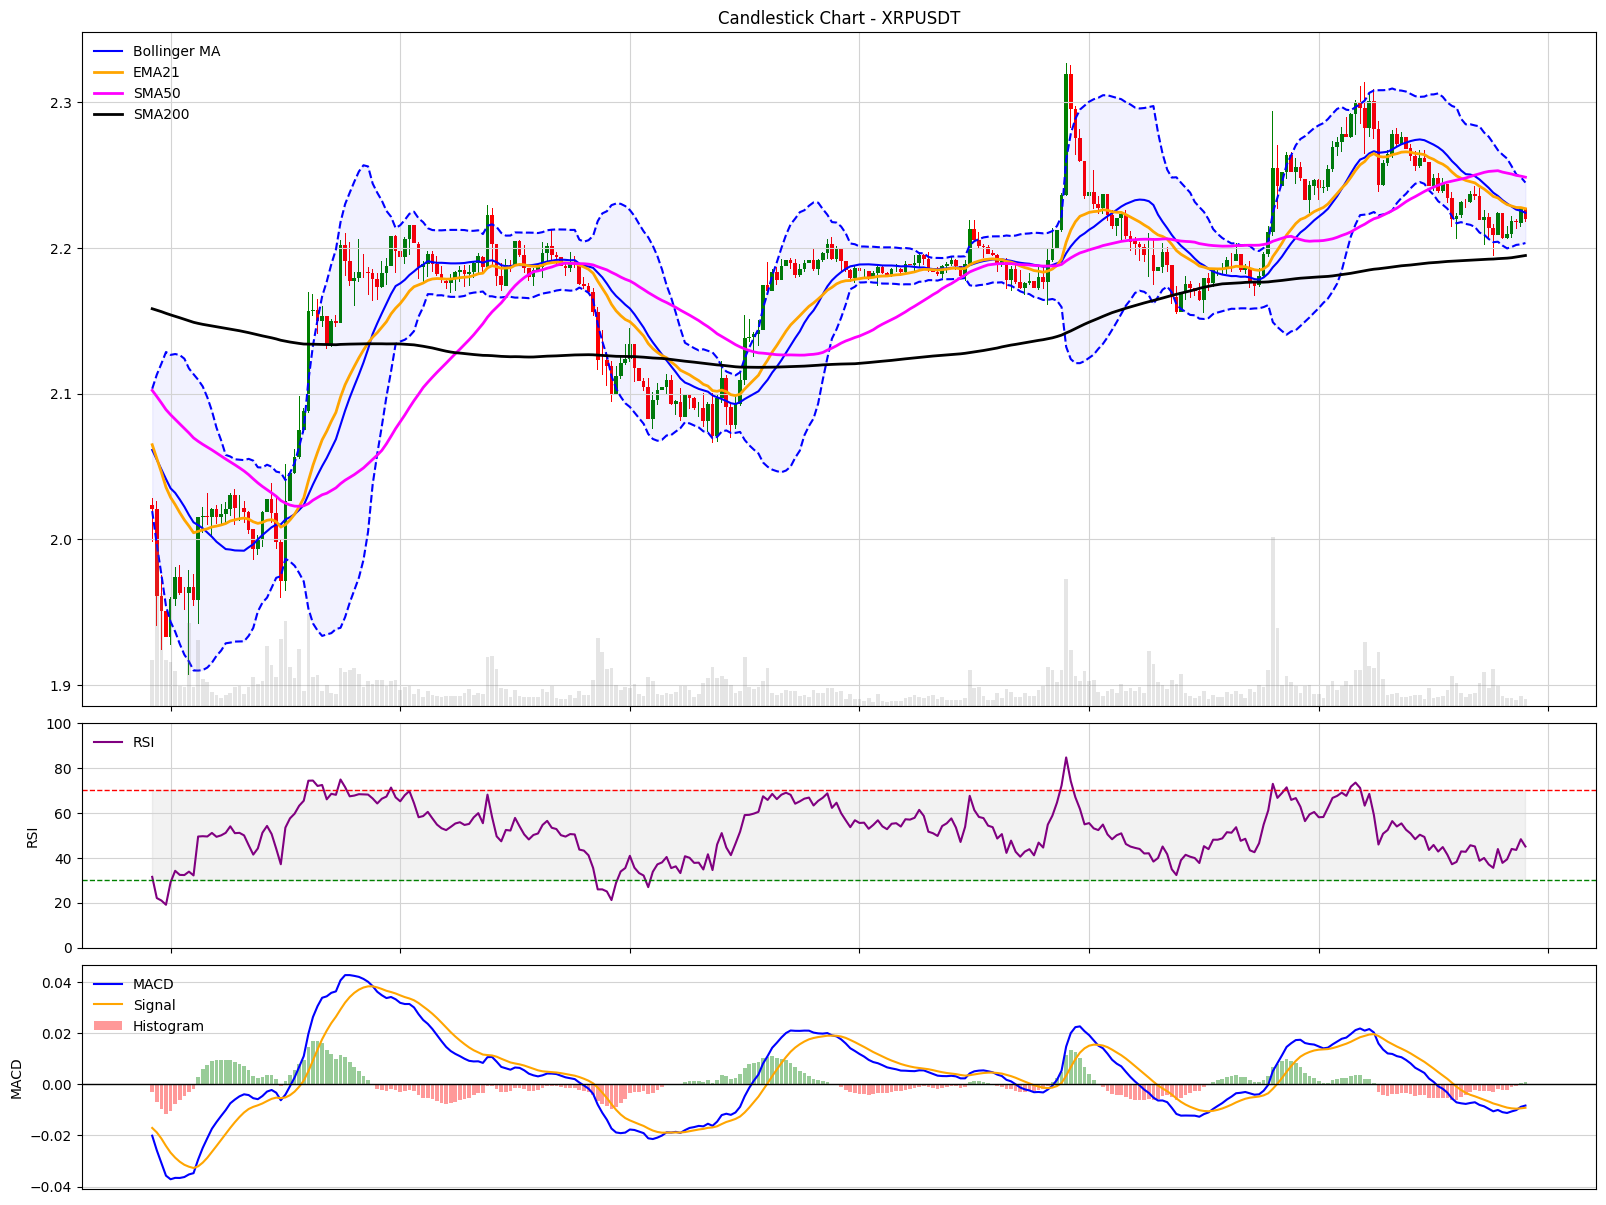 Candlestick Chart - XRPUSDT
Bollinger MA
EMA21
SMA50
SMA200
2.3
2.2
2.1
2.0
1.9
RSI
100
80
60
40
20
0
RSI
MACD
Signal
Histogram
0.04
0.02
0.00
−0.02
−0.04
MACD